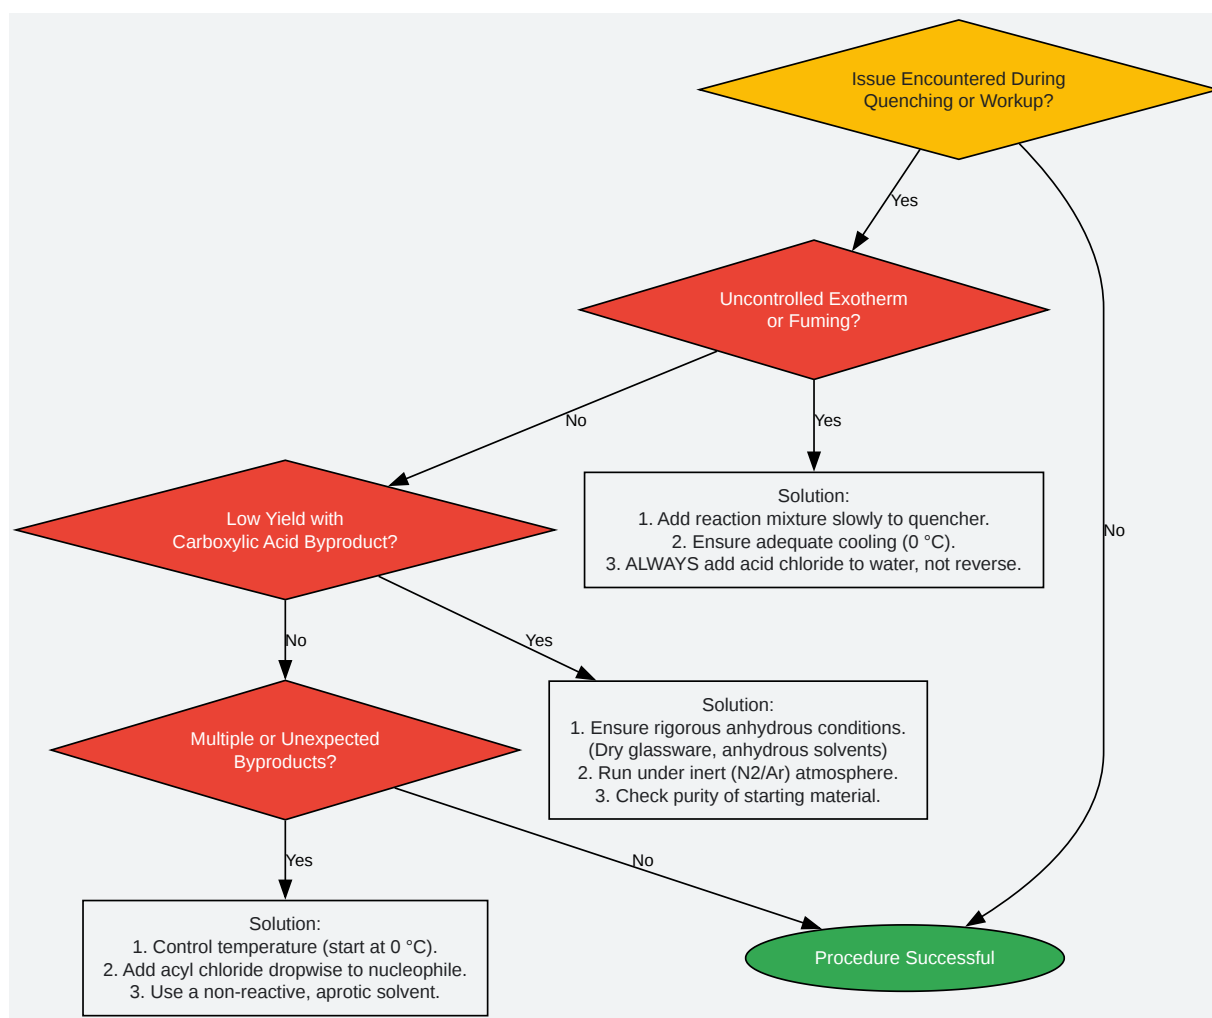 Issue Encountered During
Quenching or Workup?
Yes
Uncontrolled Exotherm
or Fuming?
No
Yes
No
Low Yield with
Carboxylic Acid Byproduct?
Solution:
1. Add reaction mixture slowly to quencher.
2. Ensure adequate cooling (0 °C).
3. ALWAYS add acid chloride to water, not reverse.
No
Yes
Multiple or Unexpected
Byproducts?
Solution:
1. Ensure rigorous anhydrous conditions.
(Dry glassware, anhydrous solvents)
2. Run under inert (N2/Ar) atmosphere.
3. Check purity of starting material.
Yes
No
Solution:
1. Control temperature (start at 0 °C).
2. Add acyl chloride dropwise to nucleophile.
3. Use a non-reactive, aprotic solvent.
Procedure Successful